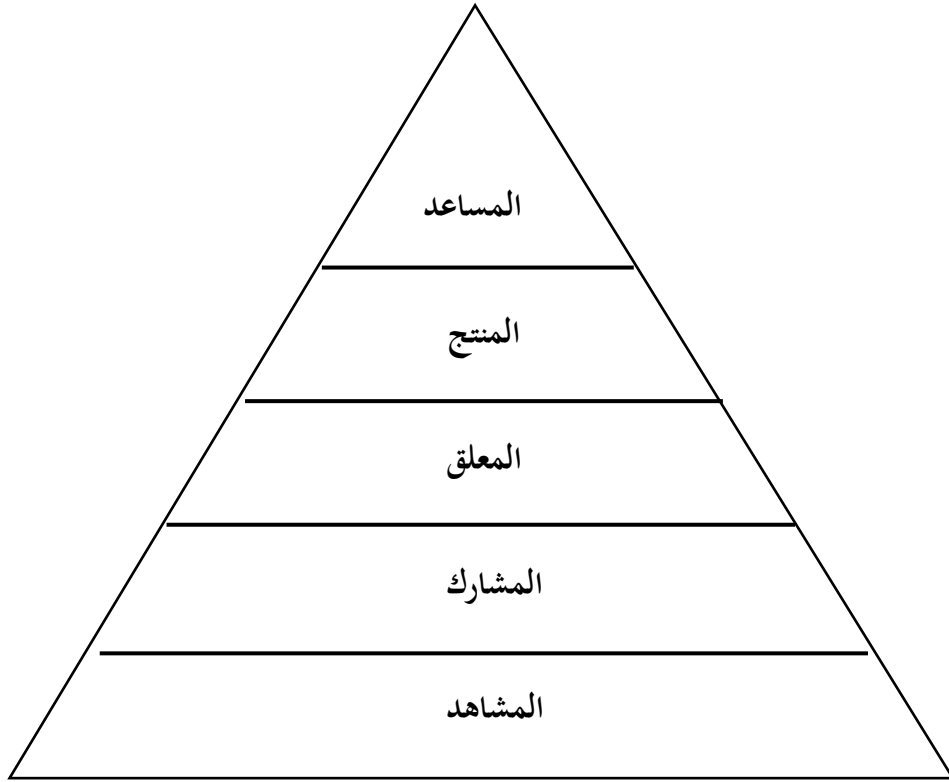 المساعد
المنتج
المعلق
المشارك
المشاهد